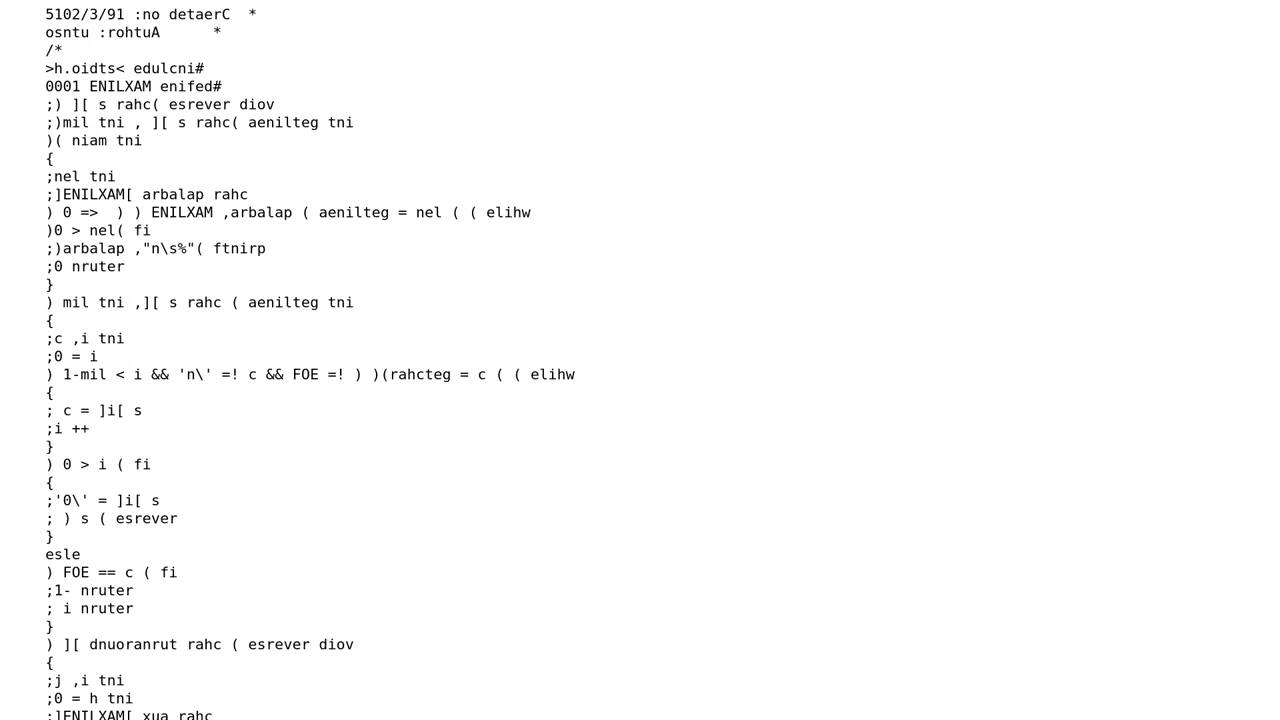 5102/3/91 :no detaerC  *
osntu :rohtuA      *
/*
>h.oidts< edulcni#
0001 ENILXAM enifed#
;) ][ s rahc( esrever diov
;)mil tni , ][ s rahc( aenilteg tni
)( niam tni
{
;nel tni
;]ENILXAM[ arbalap rahc
) 0 =>  ) ) ENILXAM ,arbalap ( aenilteg = nel ( ( elihw
)0 > nel( fi
;)arbalap ,"n\s%"( ftnirp
;0 nruter
}
) mil tni ,][ s rahc ( aenilteg tni
{
;c ,i tni
;0 = i
) 1-mil < i && 'n\' =! c && FOE =! ) )(rahcteg = c ( ( elihw
{
; c = ]i[ s
;i ++
}
) 0 > i ( fi
{
;'0\' = ]i[ s
; ) s ( esrever
}
esle
) FOE == c ( fi
;1- nruter
; i nruter
}
) ][ dnuoranrut rahc ( esrever diov
{
;j ,i tni
;0 = h tni
;]ENILXAM[ xua rahc